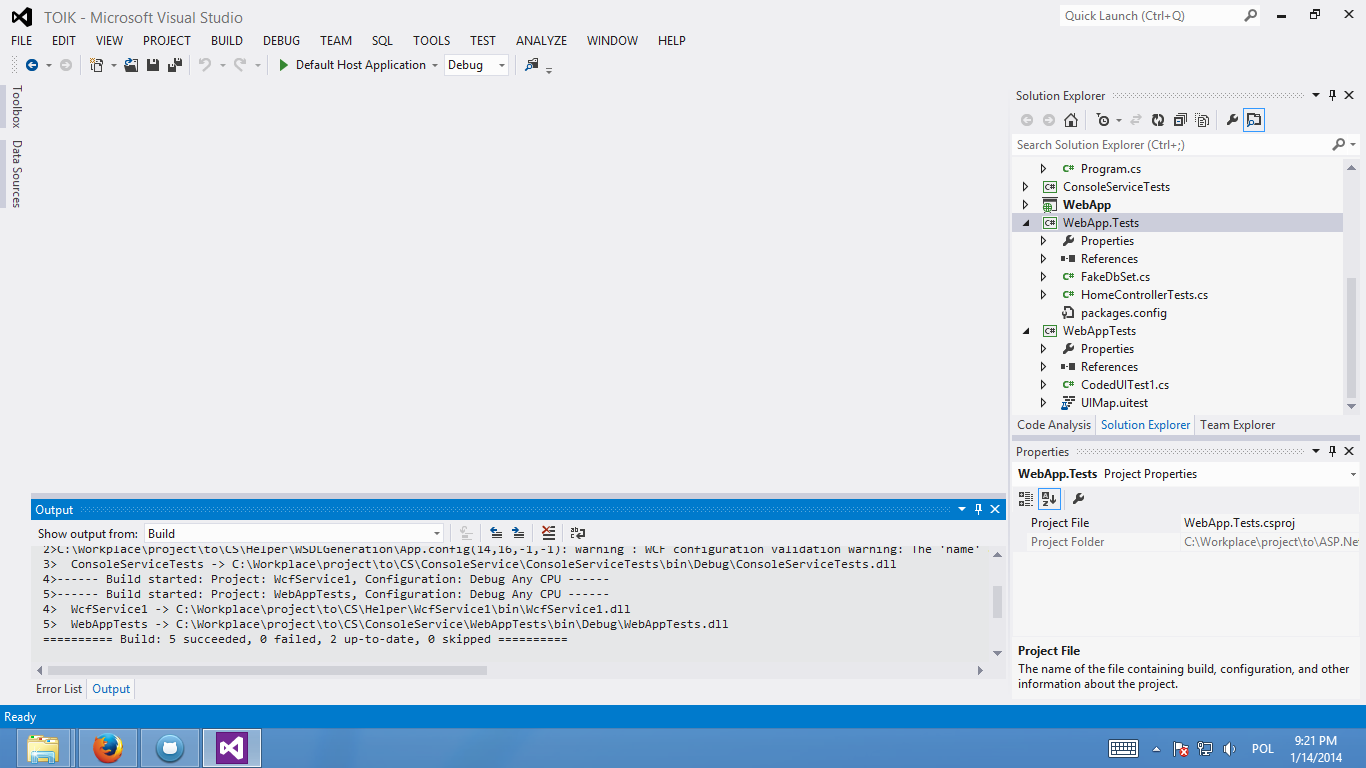 TOIK - Microsoft Visual Studio
Quick Launch (Ctrl+Q)
FILE EDIT VIEW PROJECT BUILD DEBUG TEAM SQL TOOLS TEST ANALYZE WINDOW HELP
Default Host Application Debug
Toolbox
Data Sources
Solution Explorer
Search Solution Explorer (Ctrl+;)
C# Program.cs
C# ConsoleServiceTests
WebApp
C# WebApp.Tests
Properties
References
C# FakeDbSet.cs
C# HomeControllerTests.cs
packages.config
C# WebAppTests
Properties
References
C# CodedUITest1.cs
UIMap.uitest
Code Analysis Solution Explorer Team Explorer
Properties
WebApp.Tests Project Properties
Project File WebApp.Tests.csproj
Project Folder C:\Workplace\project\to\ASP.Ne
Project File
The name of the file containing build, configuration, and other
information about the project.
Output
Show output from: Build
2>C:\Workplace\project\to\CS\Helper\WSDLGeneration\App.config(14,16,-1,-1): warning : WCF configuration validation warning: The 'name'
3>  ConsoleServiceTests -> C:\Workplace\project\to\CS\ConsoleService\ConsoleServiceTests\bin\Debug\ConsoleServiceTests.dll
4>------ Build started: Project: WcfService1, Configuration: Debug Any CPU ------
5>------ Build started: Project: WebAppTests, Configuration: Debug Any CPU ------
4>  WcfService1 -> C:\Workplace\project\to\CS\Helper\WcfService1\bin\WcfService1.dll
5>  WebAppTests -> C:\Workplace\project\to\CS\ConsoleService\WebAppTests\bin\Debug\WebAppTests.dll
========== Build: 5 succeeded, 0 failed, 2 up-to-date, 0 skipped ==========
Error List Output
Ready
POL
9:21 PM
1/14/2014